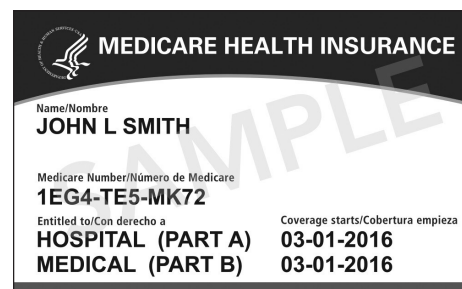 MEDICARE HEALTH INSURANCE
Name/Nombre
JOHN L SMITH
Medicare Number/Número de Medicare
1EG4-TE5-MK72
Entitled to/Con derecho a Coverage starts/Cobertura empieza
HOSPITAL (PART A) 03-01-2016
MEDICAL (PART B) 03-01-2016
SAMPLE